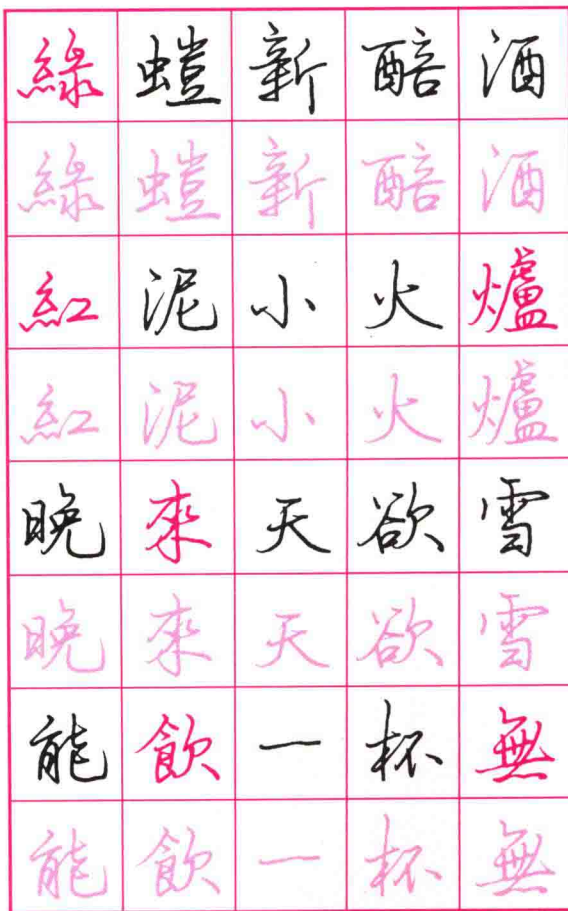 綠螘新醅酒
綠螘新醅酒
紅泥小火爐
紅泥小火爐
晚來天欲雪
晚來天欲雪
能飲一杯無
能飲一杯無